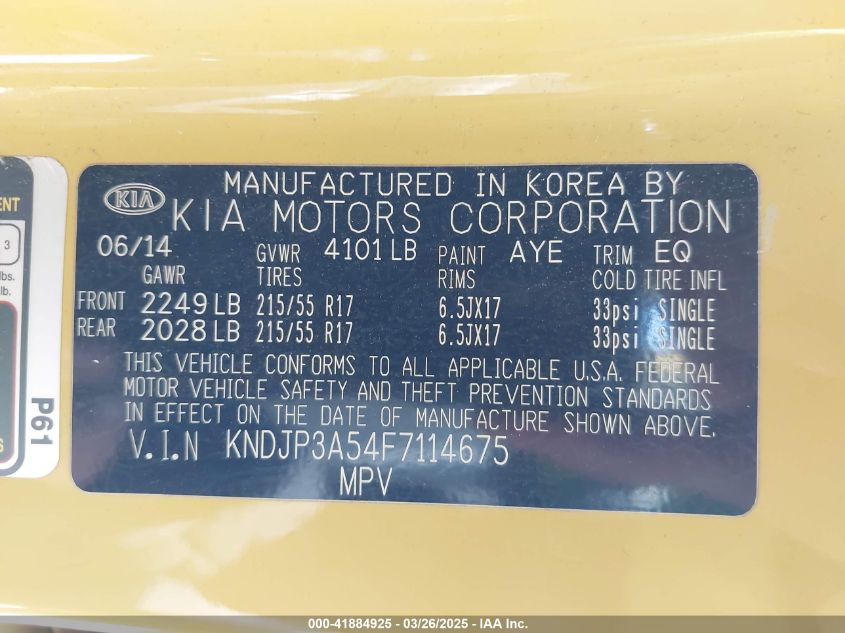 MANUFACTURED IN KOREA BY
KIA KIA MOTORS CORPORATION
06/14 GVWR 4101 LB PAINT AYE TRIM EQ
GAWR TIRES RIMS COLD TIRE INFL
FRONT 2249 LB 215/55 R17 6.5JX17 33psi SINGLE
REAR 2028 LB 215/55 R17 6.5JX17 33psi SINGLE
THIS VEHICLE CONFORMS TO ALL APPLICABLE U.S.A. FEDERAL
MOTOR VEHICLE SAFETY AND THEFT PREVENTION STANDARDS
IN EFFECT ON THE DATE OF MANUFACTURE SHOWN ABOVE.
V.I.N KNDJP3A54F7114675
MPV
3
lbs.
lb.
P61
000-41884925 - 03/26/2025 - IAA Inc.